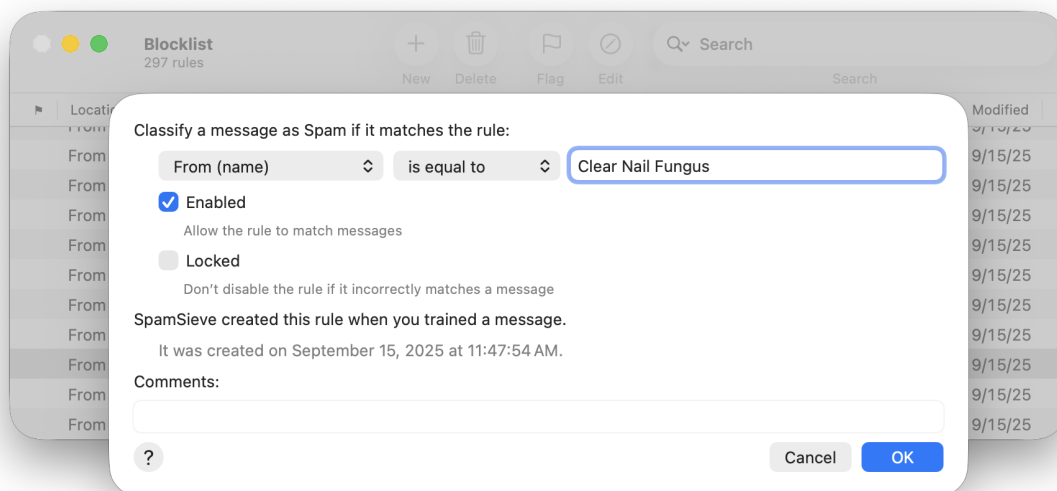 Blocklist
297 rules
New Delete Flag Edit Search
Search
Modified
From 9/15/25
Classify a message as Spam if it matches the rule:
From (name) is equal to Clear Nail Fungus
From 9/15/25
Enabled
From 9/15/25
Allow the rule to match messages
From 9/15/25
Locked
From 9/15/25
Don't disable the rule if it incorrectly matches a message
From 9/15/25
SpamSieve created this rule when you trained a message.
From 9/15/25
It was created on September 15, 2025 at 11:47:54 AM.
From 9/15/25
Comments:
From 9/15/25
From 9/15/25
?
Cancel OK